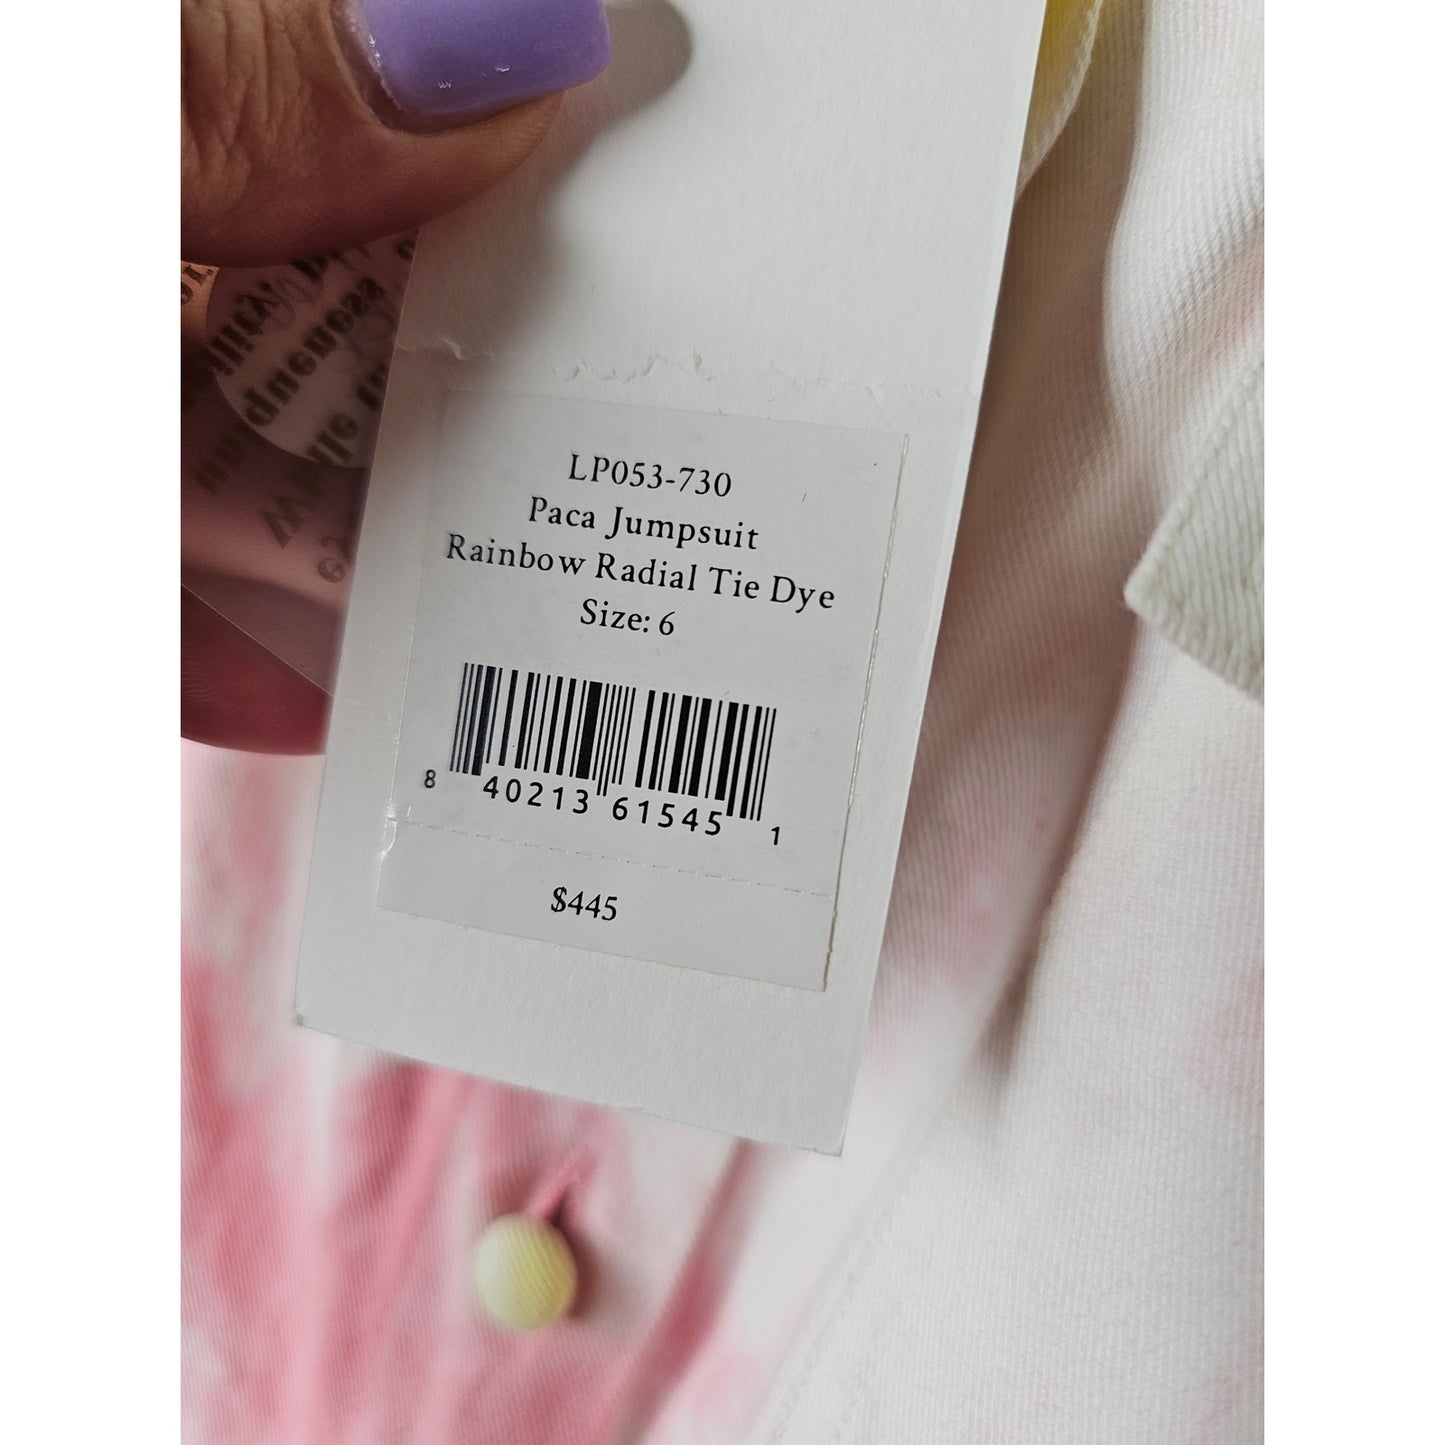 LP053-730
Paca Jumpsuit
Rainbow Radial Tie Dye
Size: 6
8 40213 61545 1
$445